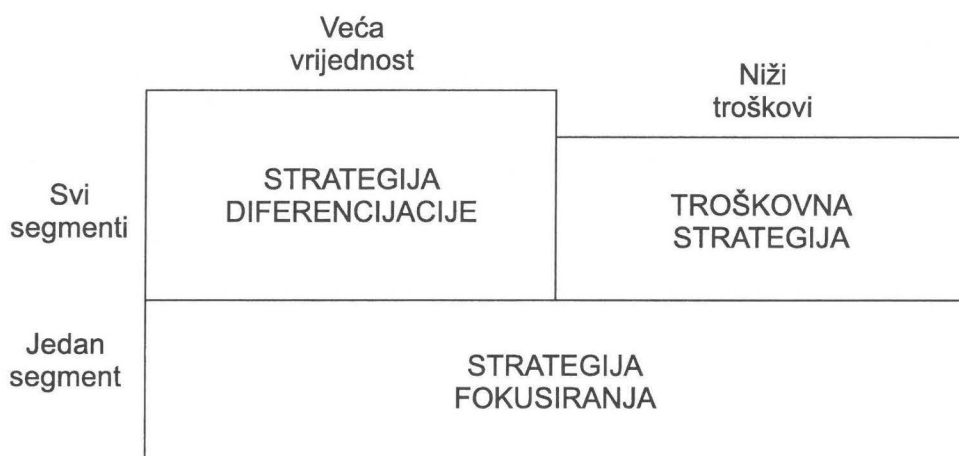 Veća
vrijednost
Niži
troškovi
Svi
segmenti
STRATEGIJA
DIFERENCIJACIJE
TROŠKOVNA
STRATEGIJA
Jedan
segment
STRATEGIJA
FOKUSIRANJA